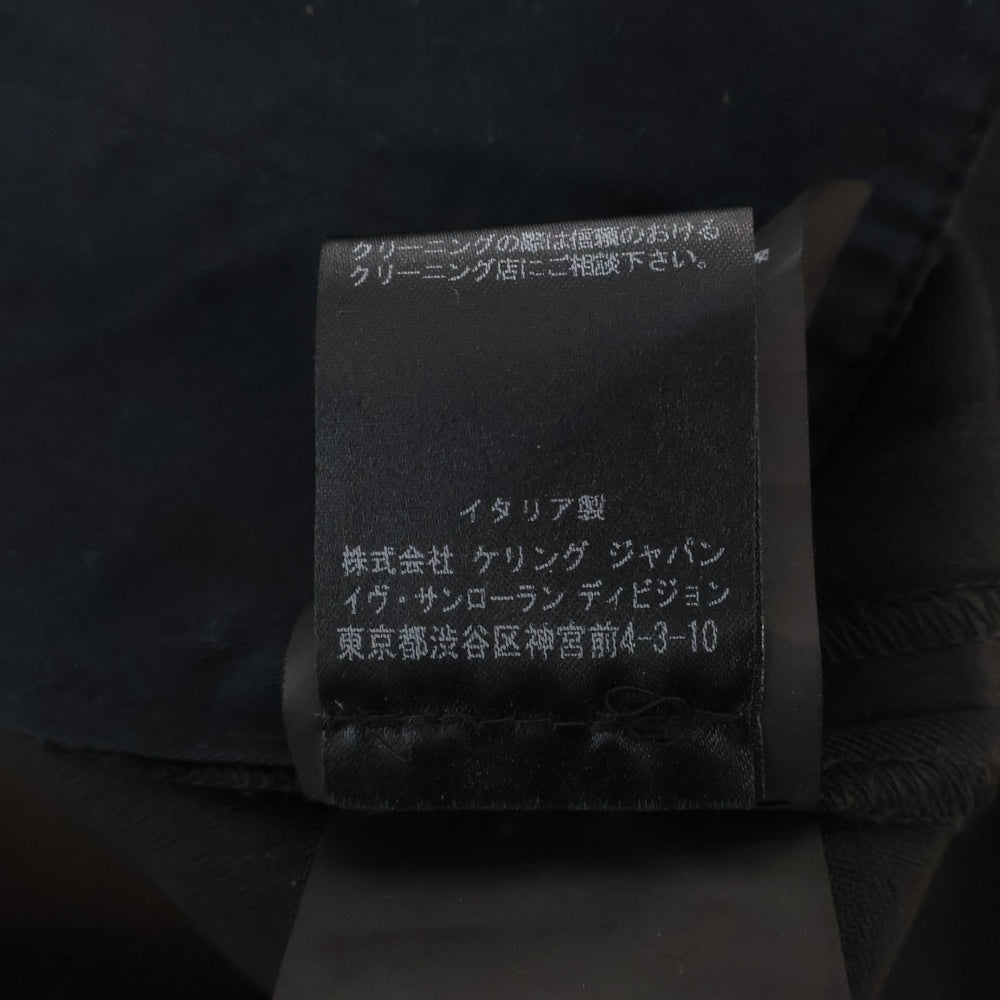 クリーニングの際は信頼のおける
クリーニング店にご相談下さい。
イタリア製
株式会社 ケリング ジャパン
イヴ・サンローラン ディビジョン
東京都渋谷区神宮前4-3-10